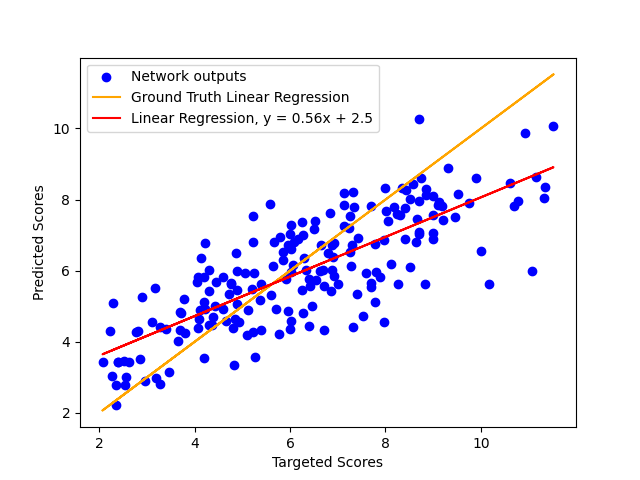 Network outputs
Ground Truth Linear Regression
Linear Regression, y = 0.56x + 2.5
10
8
6
4
2
Predicted Scores
2 4 6 8 10
Targeted Scores